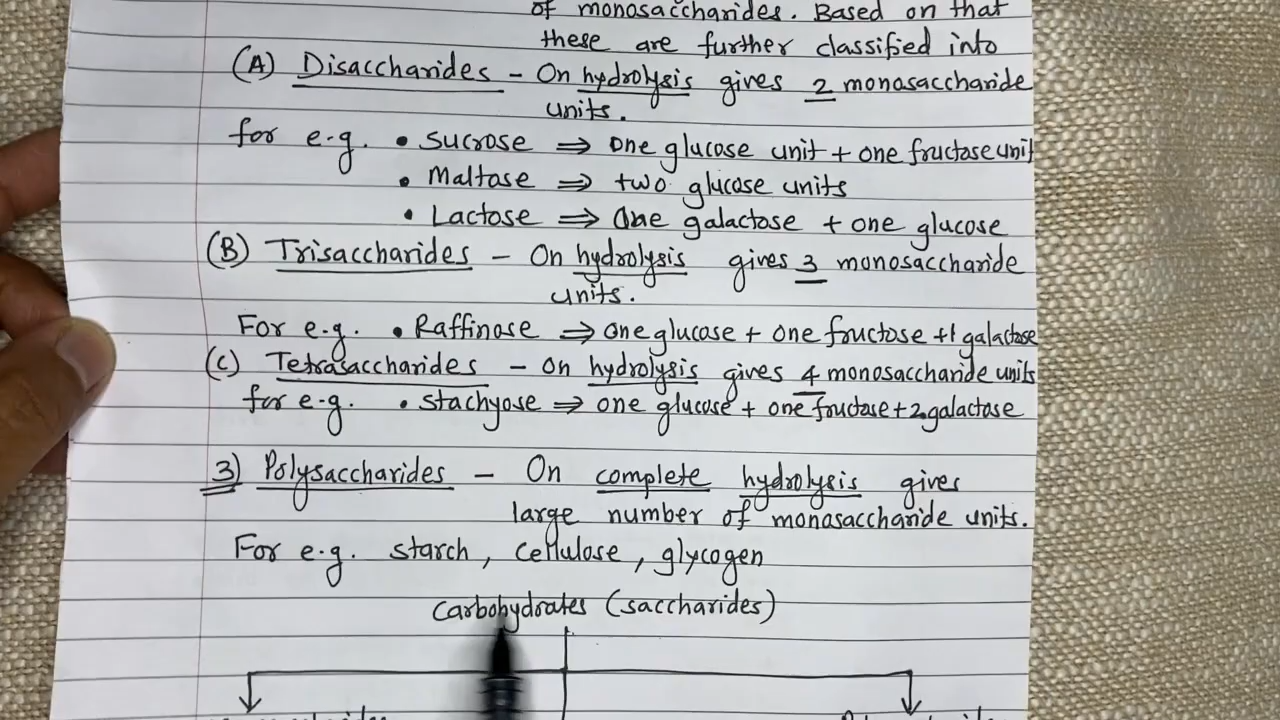 of monosaccharides. Based on that
these are further classified into
(A) Disaccharides - On hydrolysis gives 2 monosaccharide
units.
for e.g. • Sucrose ⇒ one glucose unit + one fructose unit
• Maltose ⇒ two glucose units
• Lactose ⇒ One galactose + one glucose
(B) Trisaccharides - On hydrolysis gives 3 monosaccharide
units.
For e.g. • Raffinose ⇒ one glucose + one fructose +1 galactose
(C) Tetrasaccharides - on hydrolysis gives 4 monosaccharide units
for e.g. • Stachyose ⇒ one glucose + one fructose+2 galactose
3) Polysaccharides - On complete hydrolysis gives
large number of monosaccharide units.
For e.g. starch, cellulose, glycogen
Carbohydrates (saccharides)